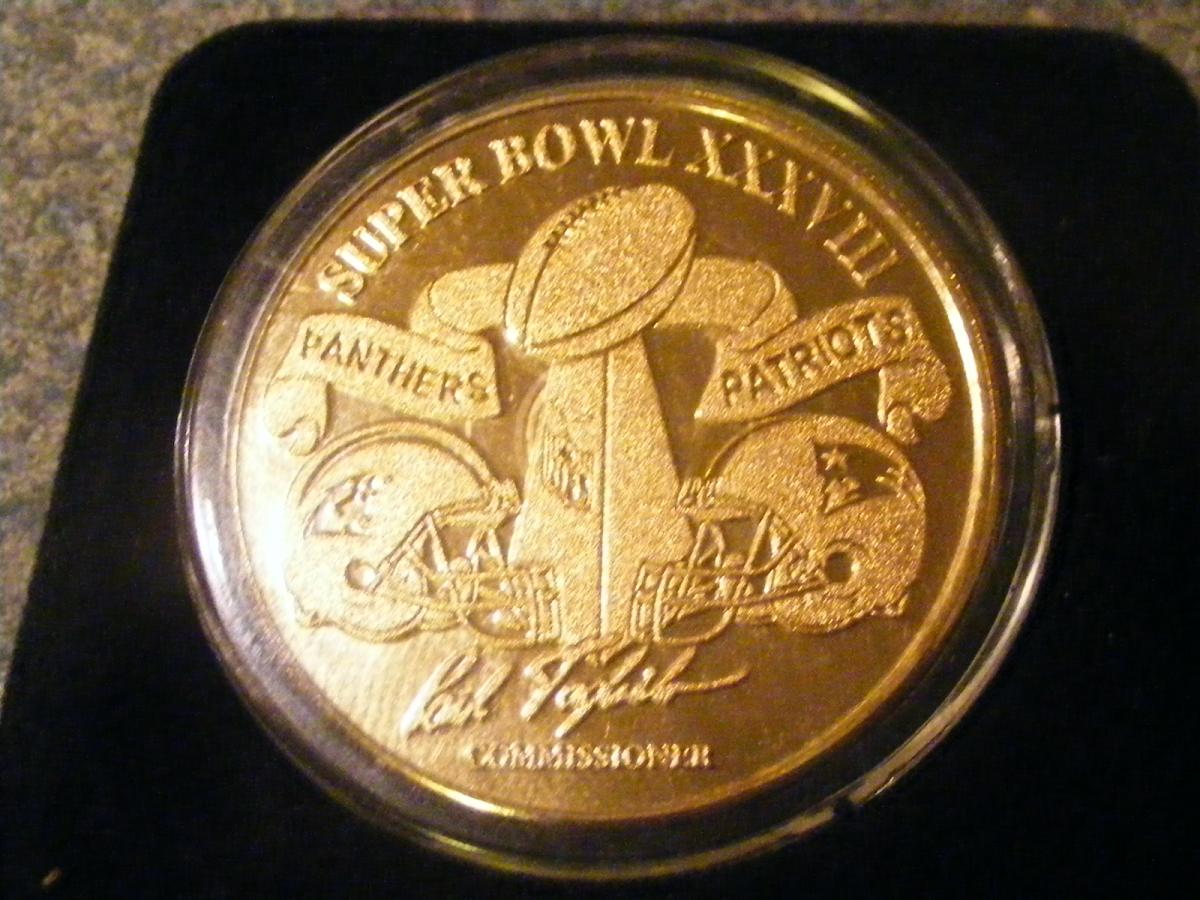 SUPER BOWL XXXVIII
PANTHERS
PATRIOTS
COMMISSIONER